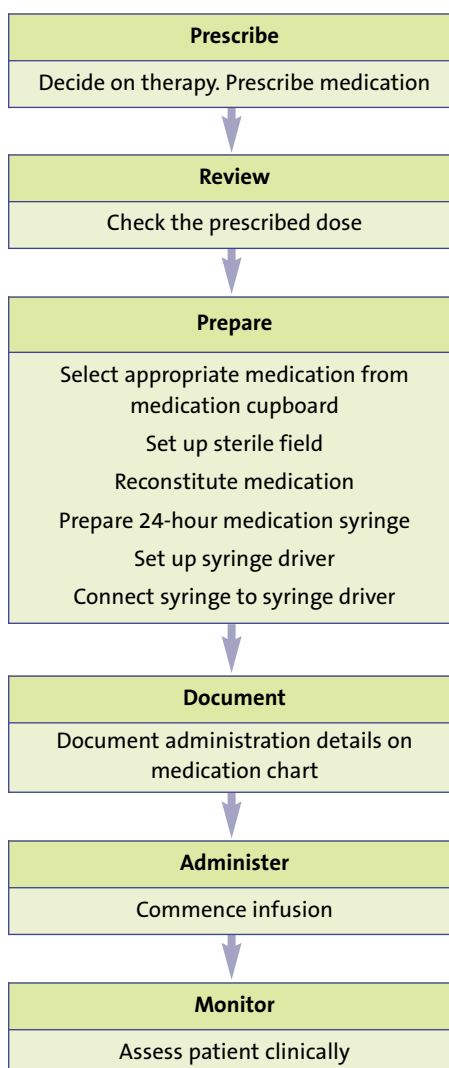 Prescribe
Decide on therapy. Prescribe medication
Review
Check the prescribed dose
Prepare
Select appropriate medication from
medication cupboard
Set up sterile field
Reconstitute medication
Prepare 24-hour medication syringe
Set up syringe driver
Connect syringe to syringe driver
Document
Document administration details on
medication chart
Administer
Commence infusion
Monitor
Assess patient clinically